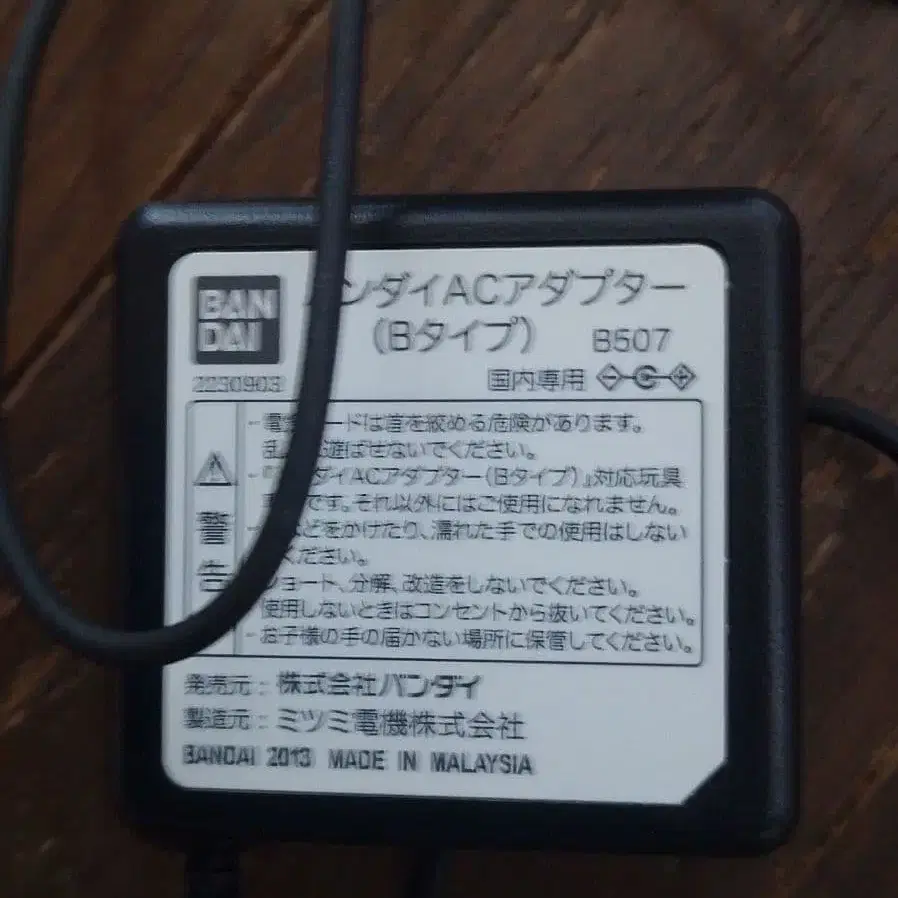 BAN
DAI
ンダイACアダプター
(Bタイプ) B507
2230903
国内専用
警告
ードは首を絞める危険があります。
遊ばせないでください。
ダイACアダプター(Bタイプ)』対応玩具
です。それ以外にはご使用になれません。
などをかけたり、濡れた手での使用はしない
ください。
ショート、分解、改造をしないでください。
使用しないときはコンセントから抜いてください。
-お子様の手の届かない場所に保管してください。
発売元:株式会社バンダイ
製造元:ミツミ電機株式会社
BANDAI 2013 MADE IN MALAYSIA